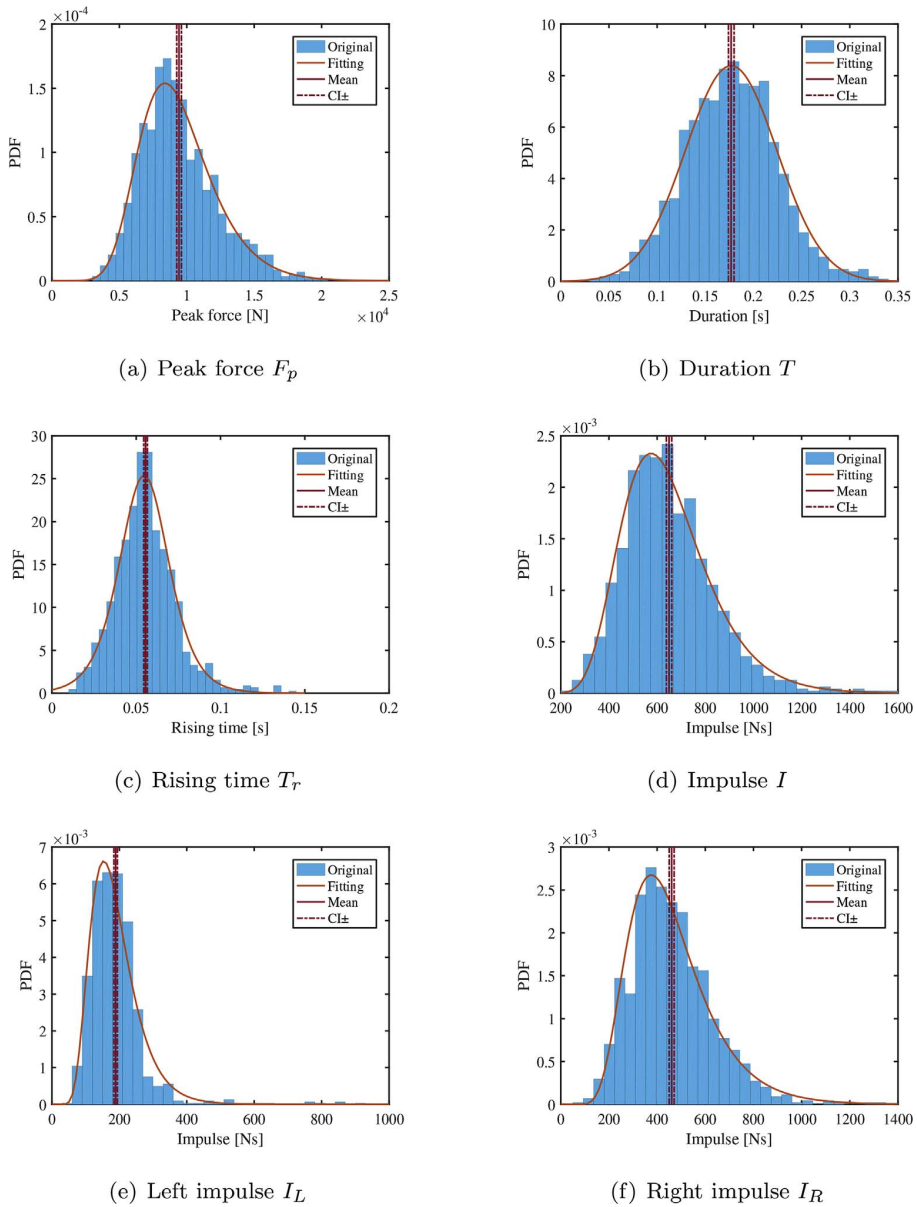 ×10-4
2
1.5
1
0.5
0
PDF
0 0.5 1 1.5 2 2.5
Peak force [N] ×10 4
Original
Fitting
Mean
CI±
(a) Peak force Fp
10
8
6
4
2
0
PDF
0 0.05 0.1 0.15 0.2 0.25 0.3 0.35
Duration [s]
Original
Fitting
Mean
CI±
(b) Duration T
30
25
20
15
10
5
0
PDF
0 0.05 0.1 0.15 0.2
Rising time [s]
Original
Fitting
Mean
CI±
(c) Rising time Tr
×10-3
2.5
2
1.5
1
0.5
0
PDF
200 400 600 800 1000 1200 1400 1600
Impulse [Ns]
Original
Fitting
Mean
CI±
(d) Impulse I
×10-3
7
6
5
4
3
2
1
0
PDF
0 200 400 600 800 1000
Impulse [Ns]
Original
Fitting
Mean
CI±
(e) Left impulse IL
×10-3
3
2.5
2
1.5
1
0.5
0
PDF
0 200 400 600 800 1000 1200 1400
Impulse [Ns]
Original
Fitting
Mean
CI±
(f) Right impulse IR